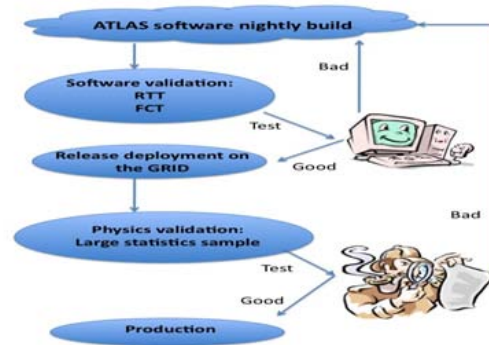 ATLAS software nightly build
Bad
Software validation:
RTT
FCT
Test
Good
Release deployment on
the GRID
Bad
Physics validation:
Large statistics sample
Test
Good
Production